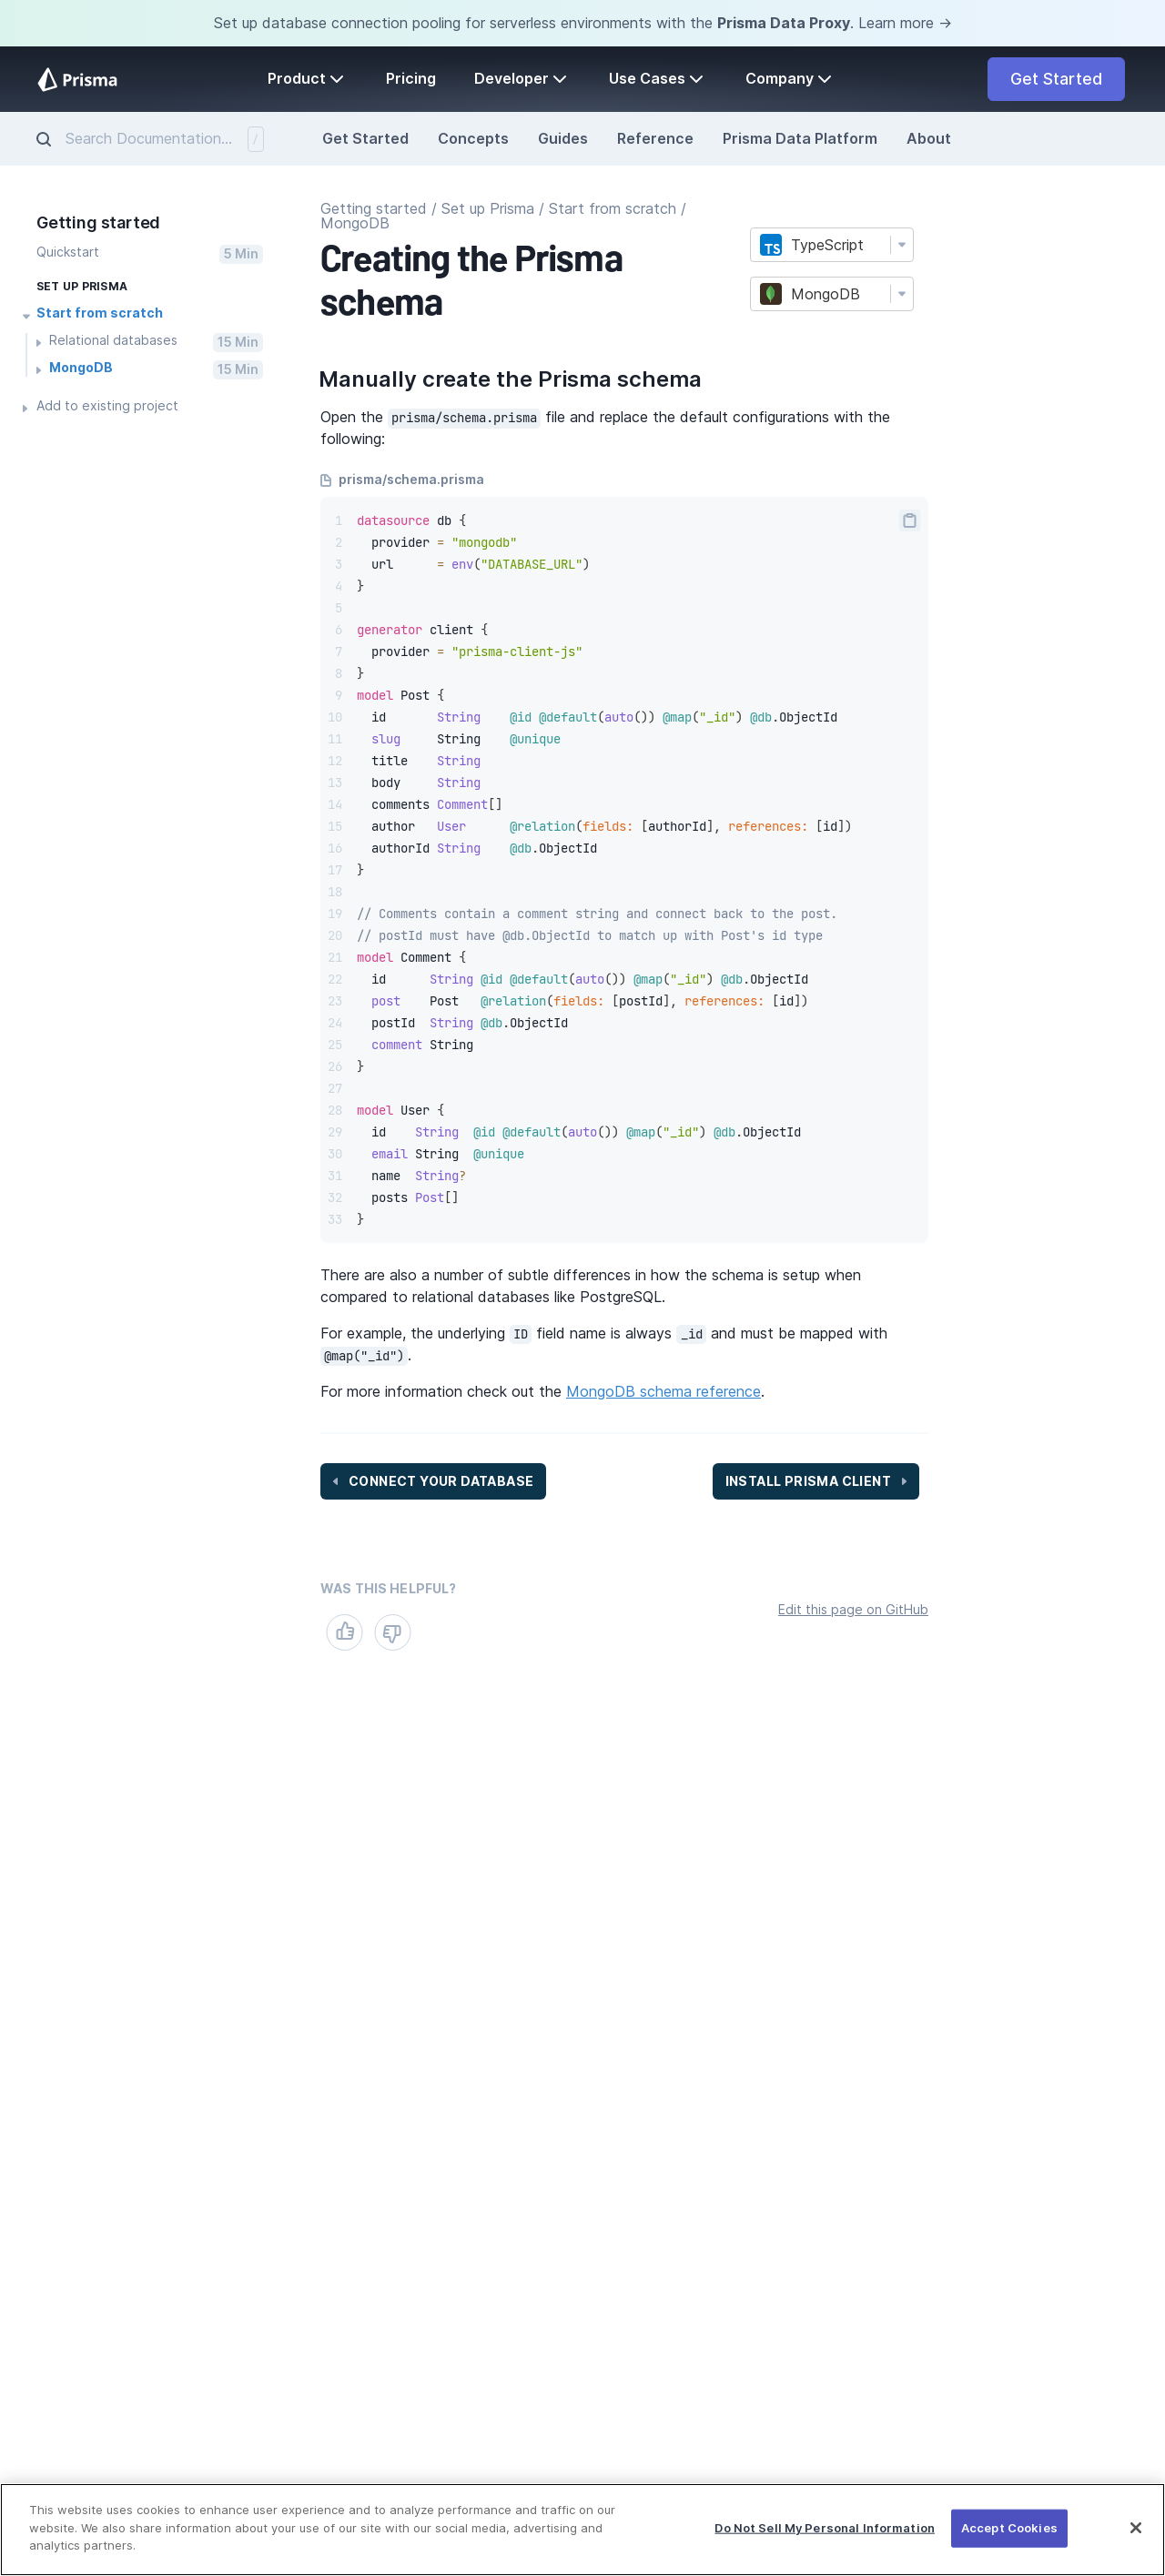 Set up database connection pooling for serverless environments with the Prisma Data Proxy. Learn more →
Prisma
Product
Pricing
Developer
Use Cases
Company
Get Started
Search Documentation...
/
Get Started
Concepts
Guides
Reference
Prisma Data Platform
About
Getting started
Quickstart
5 Min
SET UP PRISMA
Start from scratch
Relational databases
15 Min
MongoDB
15 Min
Add to existing project
Getting started / Set up Prisma / Start from scratch /
MongoDB
Creating the Prisma
schema
TS TypeScript
MongoDB
Manually create the Prisma schema
Open the prisma/schema.prisma file and replace the default configurations with the
following:
prisma/schema.prisma
1 datasource db {
2   provider = "mongodb"
3   url      = env("DATABASE_URL")
4 }
5
6 generator client {
7   provider = "prisma-client-js"
8 }
9 model Post {
10   id       String    @id @default(auto()) @map("_id") @db.ObjectId
11   slug     String    @unique
12   title    String
13   body     String
14   comments Comment[]
15   author   User      @relation(fields: [authorId], references: [id])
16   authorId String    @db.ObjectId
17 }
18
19 // Comments contain a comment string and connect back to the post.
20 // postId must have @db.ObjectId to match up with Post's id type
21 model Comment {
22   id      String @id @default(auto()) @map("_id") @db.ObjectId
23   post    Post   @relation(fields: [postId], references: [id])
24   postId  String @db.ObjectId
25   comment String
26 }
27
28 model User {
29   id    String  @id @default(auto()) @map("_id") @db.ObjectId
30   email String  @unique
31   name  String?
32   posts Post[]
33 }
There are also a number of subtle differences in how the schema is setup when
compared to relational databases like PostgreSQL.
For example, the underlying ID field name is always _id and must be mapped with
@map("_id").
For more information check out the MongoDB schema reference.
CONNECT YOUR DATABASE
INSTALL PRISMA CLIENT
WAS THIS HELPFUL?
Edit this page on GitHub
This website uses cookies to enhance user experience and to analyze performance and traffic on our
website. We also share information about your use of our site with our social media, advertising and
analytics partners.
Do Not Sell My Personal Information
Accept Cookies